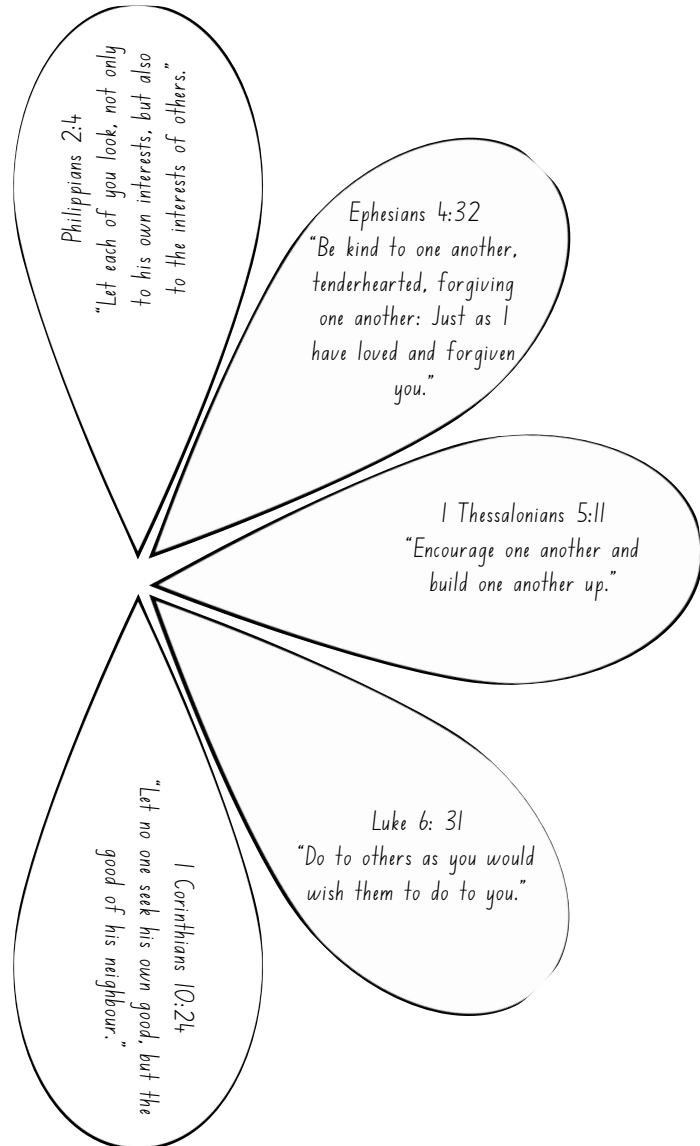 Philippians 2:4
“Let each of you look, not only
to his own interests, but also
to the interests of others.”
Ephesians 4:32
“Be kind to one another,
tenderhearted, forgiving
one another: Just as I
have loved and forgiven
you.”
1 Thessalonians 5:11
“Encourage one another and
build one another up.”
Luke 6: 31
“Do to others as you would
wish them to do to you.”
1 Corinthians 10:24
“Let no one seek his own good, but the
good of his neighbour.”